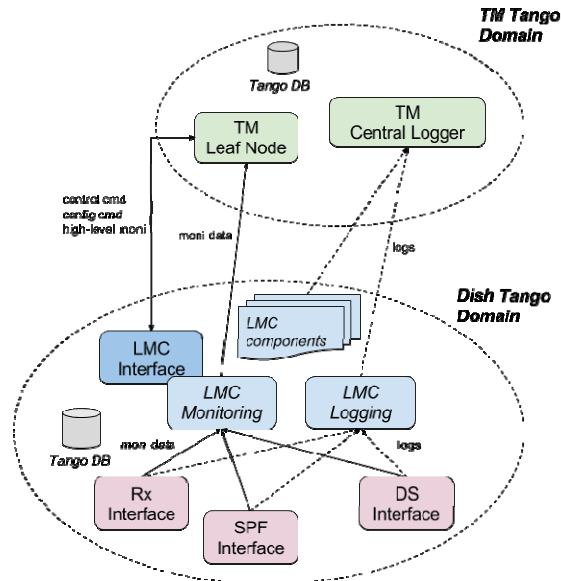 TM Tango
Domain
Tango DB
TM
Leaf Node
TM
Central Logger
control cmd
config cmd
high-level moni
moni data
logs
Dish Tango
Domain
LMC
components
LMC
Interface
LMC
Monitoring
LMC
Logging
Tango DB
mon data
logs
Rx
Interface
SPF
Interface
DS
Interface